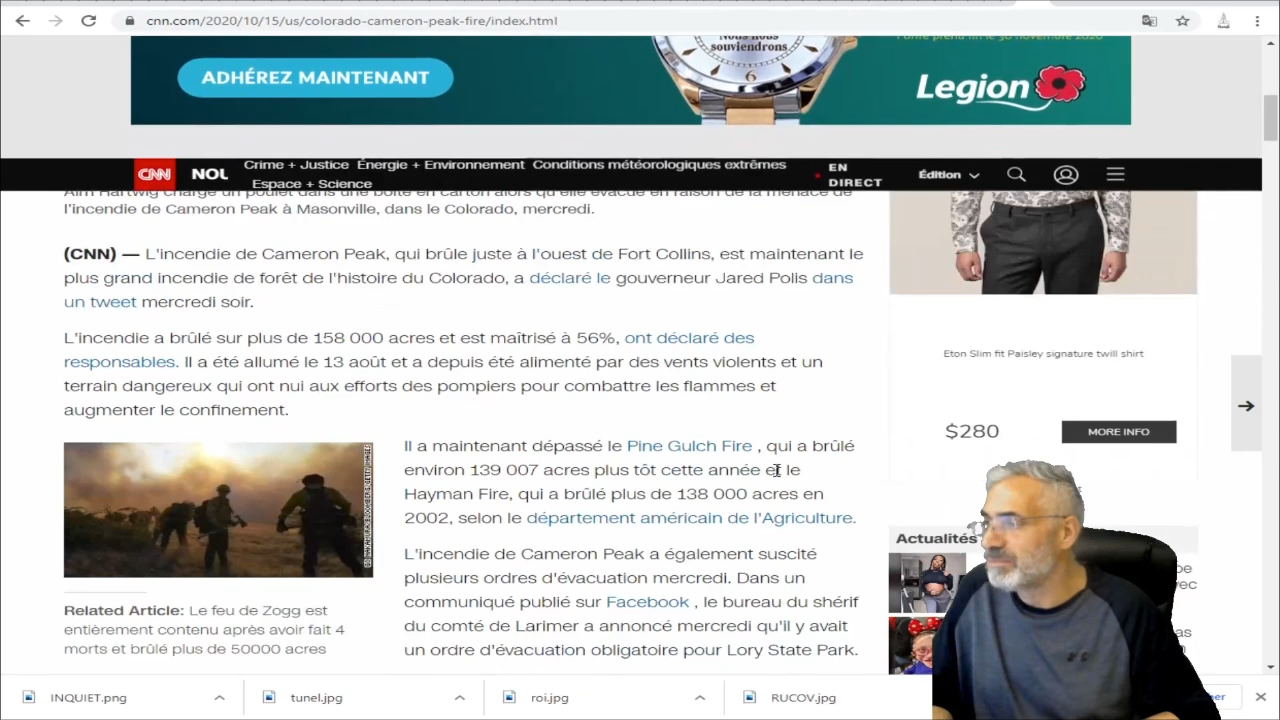 cnn.com/2020/10/15/us/colorado-cameron-peak-fire/index.html
Nous nous
souviendrons
6
ADHÉREZ MAINTENANT
Legion
CNN
NOU
Crime + Justice Énergie + Environnement Conditions météorologiques extrêmes
Espace + Science
EN
DIRECT
Édition
l'incendie de Cameron Peak à Masonville, dans le Colorado, mercredi.
(CNN) — L'incendie de Cameron Peak, qui brûle juste à l'ouest de Fort Collins, est maintenant le
plus grand incendie de forêt de l'histoire du Colorado, a déclaré le gouverneur Jared Polis dans
un tweet mercredi soir.
L'incendie a brûlé sur plus de 158 000 acres et est maîtrisé à 56%, ont déclaré des
responsables. Il a été allumé le 13 août et a depuis été alimenté par des vents violents et un
terrain dangereux qui ont nui aux efforts des pompiers pour combattre les flammes et
augmenter le confinement.
Il a maintenant dépassé le Pine Gulch Fire , qui a brûlé
environ 139 007 acres plus tôt cette année et le
Hayman Fire, qui a brûlé plus de 138 000 acres en
2002, selon le département américain de l'Agriculture.
L'incendie de Cameron Peak a également suscité
plusieurs ordres d'évacuation mercredi. Dans un
communiqué publié sur Facebook , le bureau du shérif
du comté de Larimer a annoncé mercredi qu'il y avait
un ordre d'évacuation obligatoire pour Lory State Park.
Related Article: Le feu de Zogg est
entièrement contenu après avoir fait 4
morts et brûlé plus de 50000 acres
Eton Slim fit Paisley signature twill shirt
$280
MORE INFO
Actualités
INQUIET.png
tunel.jpg
roi.jpg
RUCOV.jpg